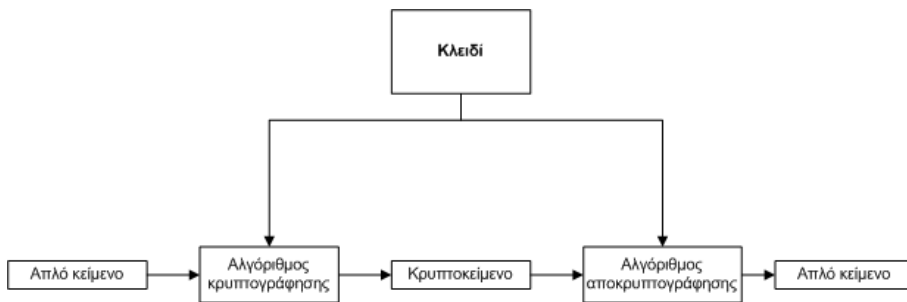 Κλειδί
Απλό κείμενο
Αλγόριθμος
κρυπτογράφησης
Κρυπτοκείμενο
Αλγόριθμος
αποκρυπτογράφησης
Απλό κείμενο